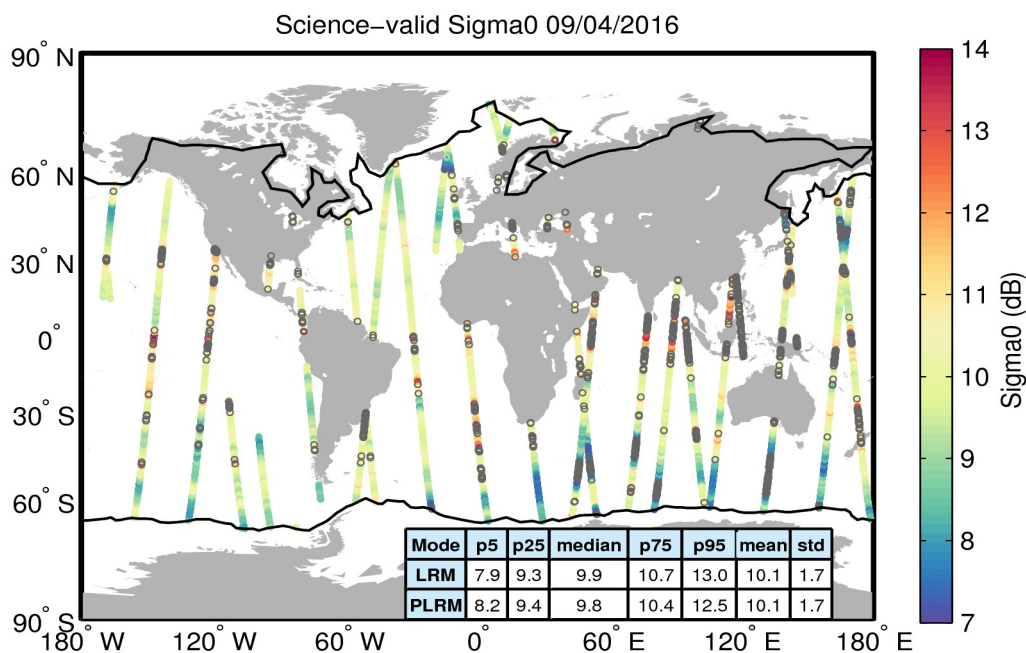 Science−valid Sigma0 09/04/2016
90° N
60° N
30° N
0°
30° S
60° S
90° S
180° W
120° W
60° W
0°
60° E
120° E
180° E
14
13
12
11
10
9
8
7
Sigma0 (dB)
Mode p5 p25 median p75 p95 mean std
LRM 7.9 9.3 9.9 10.7 13.0 10.1 1.7
PLRM 8.2 9.4 9.8 10.4 12.5 10.1 1.7